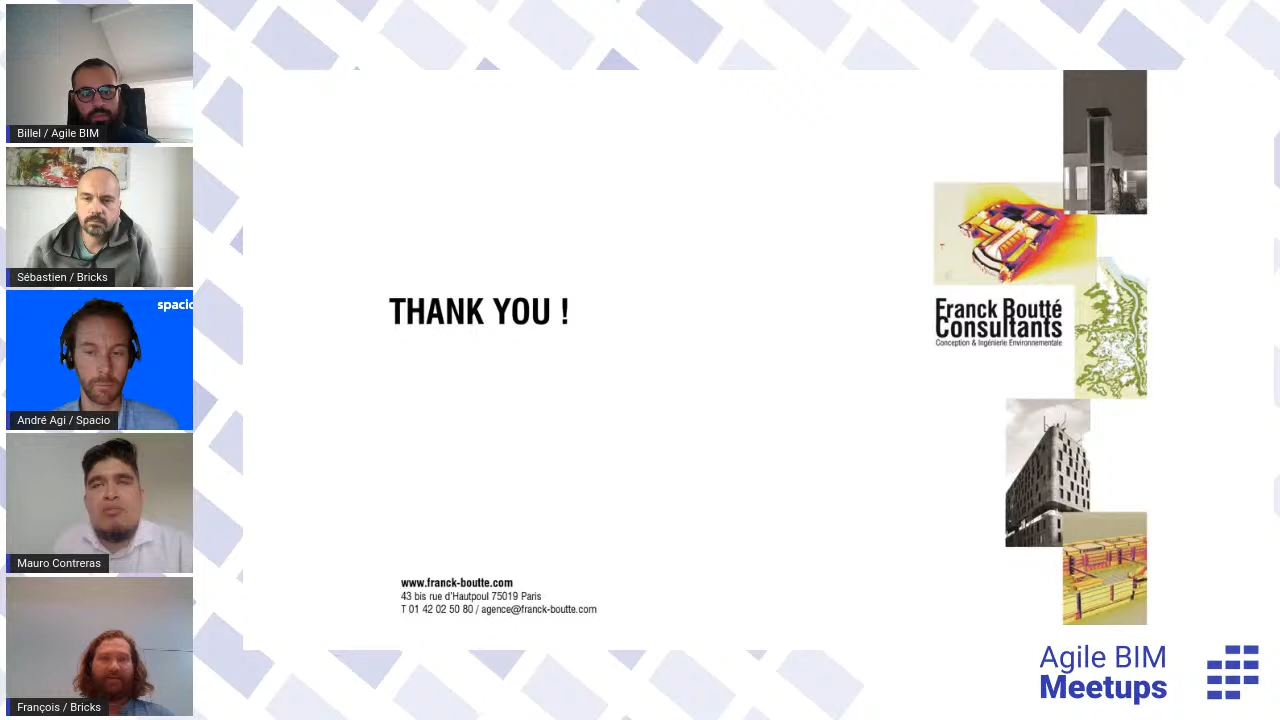 Billel / Agile BIM
Sébastien / Bricks
spacio
André Agi / Spacio
Mauro Contreras
François / Bricks
THANK YOU !
www.franck-boutte.com
43 bis rue d'Hautpoul 75019 Paris
T 01 42 02 50 80 / agence@franck-boutte.com
Franck Boutté
Consultants
Conception & Ingénierie Environnementale
Agile BIM
Meetups